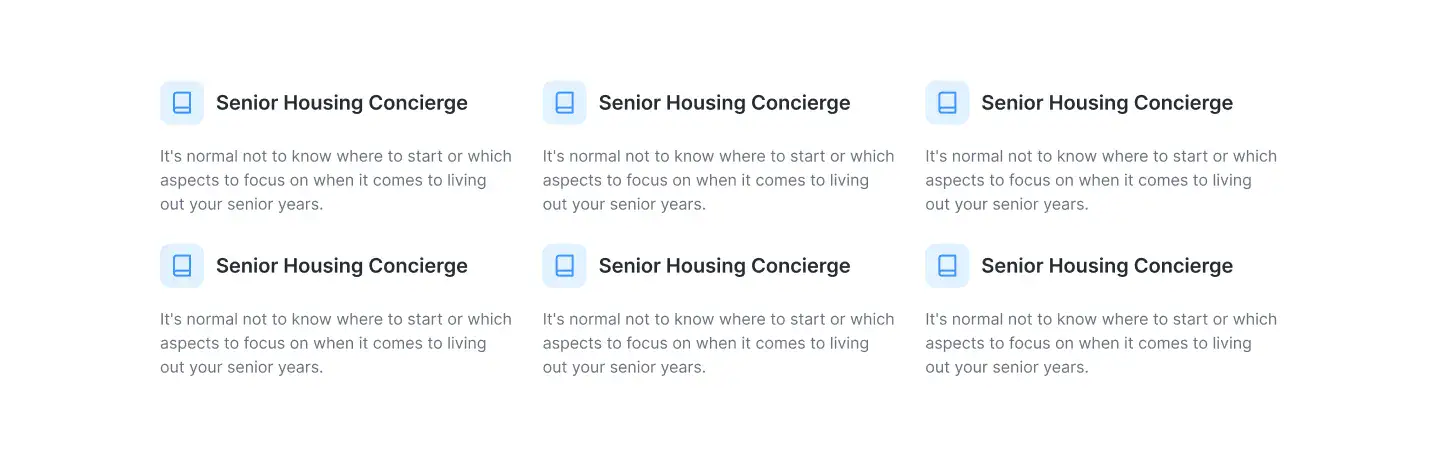 Senior Housing Concierge
It's normal not to know where to start or which
aspects to focus on when it comes to living
out your senior years.
Senior Housing Concierge
It's normal not to know where to start or which
aspects to focus on when it comes to living
out your senior years.
Senior Housing Concierge
It's normal not to know where to start or which
aspects to focus on when it comes to living
out your senior years.
Senior Housing Concierge
It's normal not to know where to start or which
aspects to focus on when it comes to living
out your senior years.
Senior Housing Concierge
It's normal not to know where to start or which
aspects to focus on when it comes to living
out your senior years.
Senior Housing Concierge
It's normal not to know where to start or which
aspects to focus on when it comes to living
out your senior years.